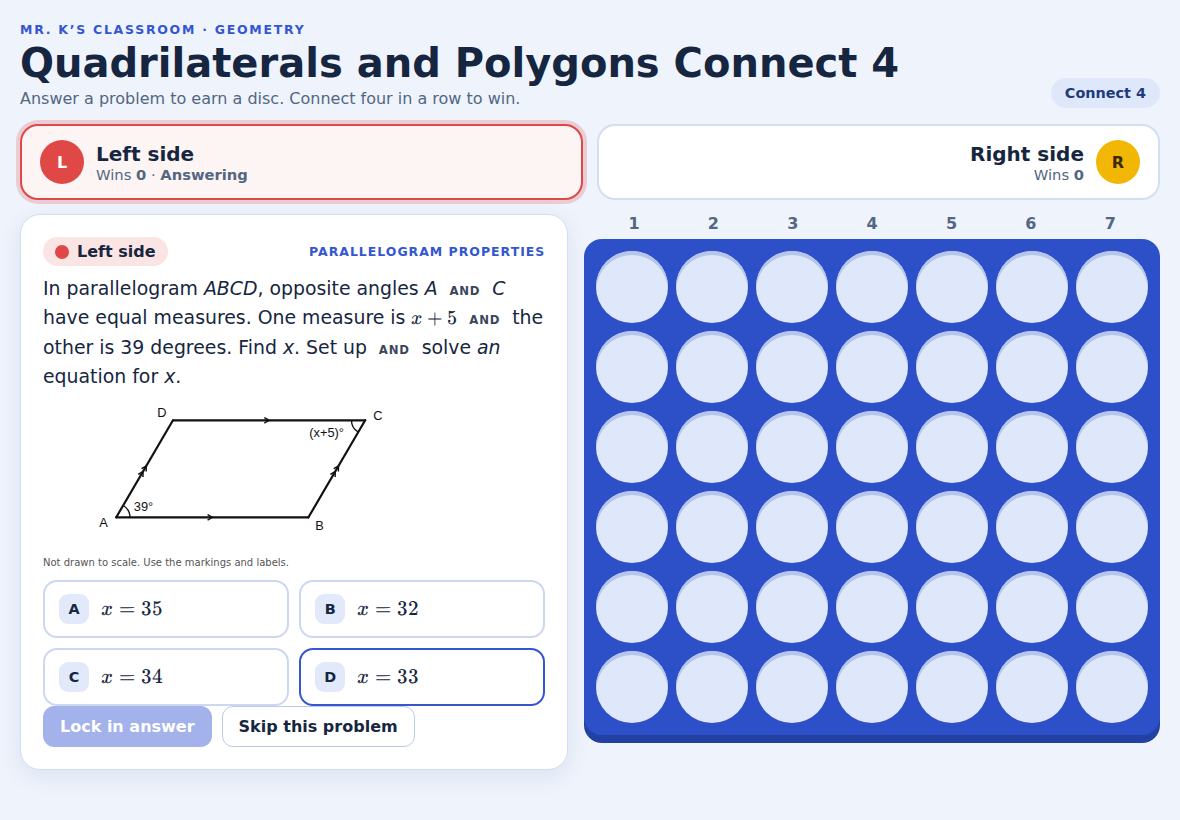 MR. K'S CLASSROOM · GEOMETRY
Quadrilaterals and Polygons Connect 4
Answer a problem to earn a disc. Connect four in a row to win.
Connect 4
L
Left side
Wins 0 · Answering
Right side
Wins 0
R
Left side
PARALLELOGRAM PROPERTIES
In parallelogram ABCD, opposite angles A AND C
have equal measures. One measure is x + 5 AND the
other is 39 degrees. Find x. Set up AND solve an
equation for x.
D
C
(x+5)°
39°
A
B
Not drawn to scale. Use the markings and labels.
A x = 35
B x = 32
C x = 34
D x = 33
Lock in answer
Skip this problem
1 2 3 4 5 6 7